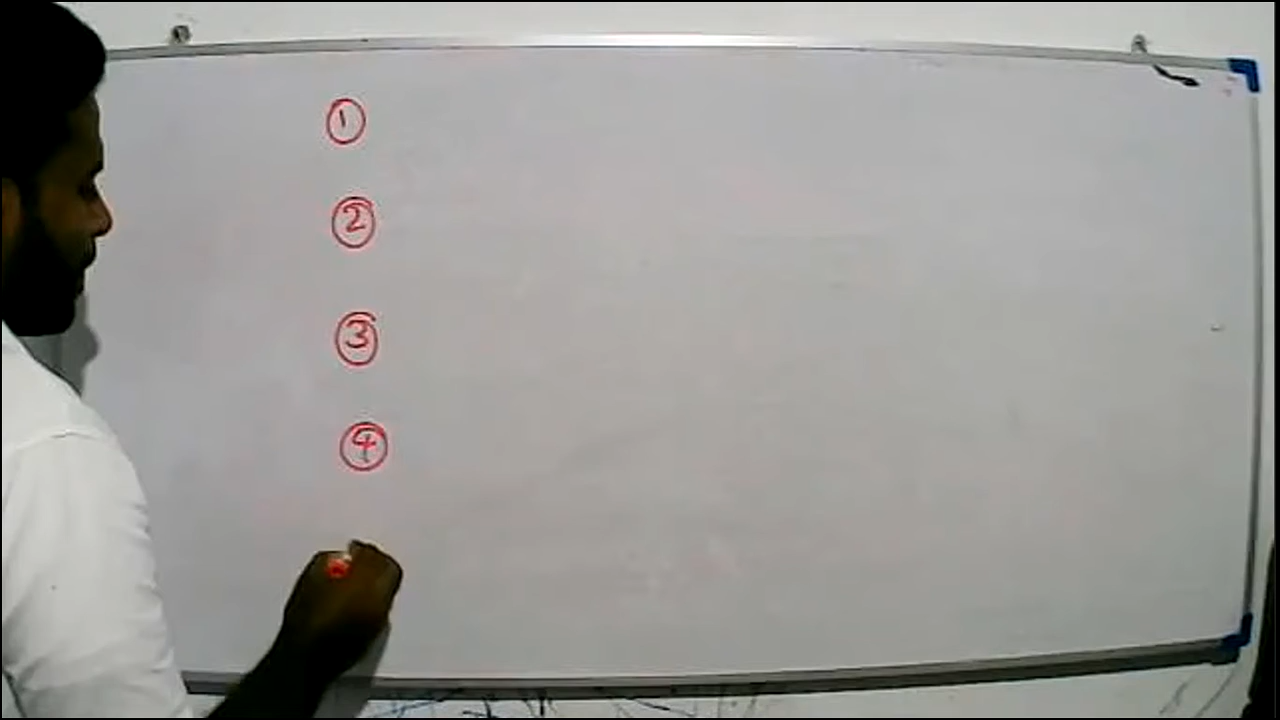 ①
②
③
④